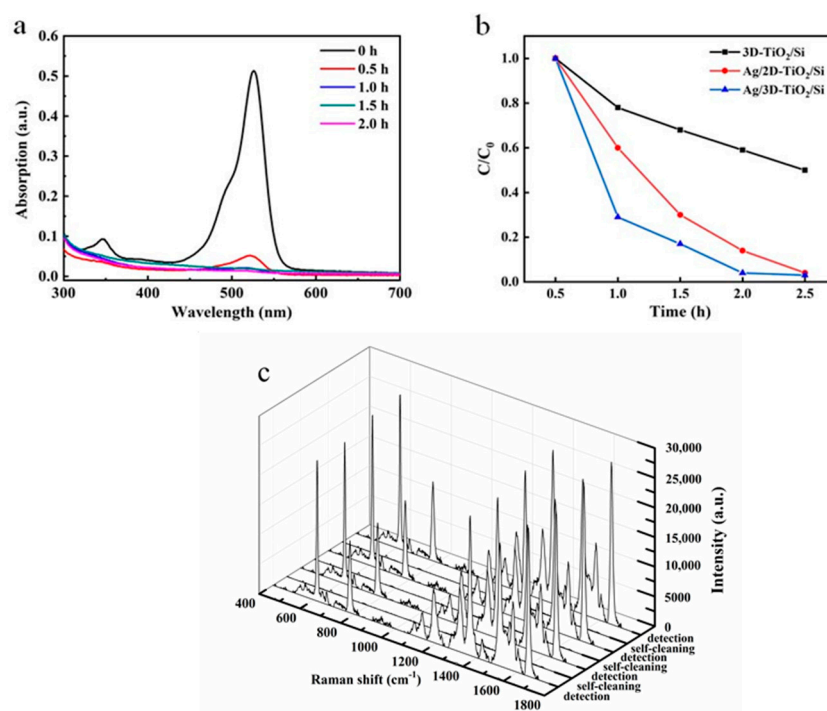 a
0.6
0.5
0.4
0.3
0.2
0.1
0.0
Absorption (a.u.)
0 h
0.5 h
1.0 h
1.5 h
2.0 h
300 400 500 600 700
Wavelength (nm)
b
1.0
0.8
0.6
0.4
0.2
0.0
C/C₀
3D-TiO₂/Si
Ag/2D-TiO₂/Si
Ag/3D-TiO₂/Si
0.5 1.0 1.5 2.0 2.5
Time (h)
c
30,000
25,000
20,000
15,000
10,000
5000
0
Intensity (a.u.)
400 600 800 1000 1200 1400 1600 1800
Raman shift (cm⁻¹)
detection
self-cleaning
detection
self-cleaning
detection
self-cleaning
detection